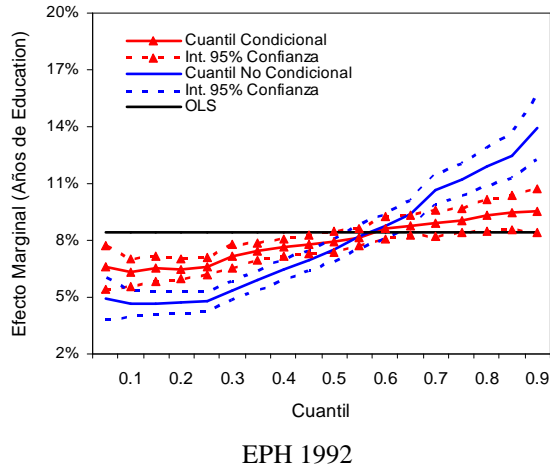 20%
17%
14%
11%
8%
5%
2%
Efecto Marginal (Años de Education)
Cuantil Condicional
Int. 95% Confianza
Cuantil No Condicional
Int. 95% Confianza
OLS
0.1 0.2 0.3 0.4 0.5 0.6 0.7 0.8 0.9
Cuantil
EPH 1992